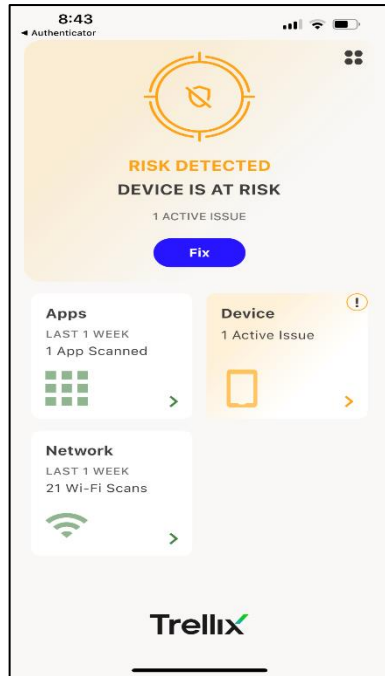 8:43
◄ Authenticator
RISK DETECTED
DEVICE IS AT RISK
1 ACTIVE ISSUE
Fix
Apps
LAST 1 WEEK
1 App Scanned
Device
1 Active Issue
Network
LAST 1 WEEK
21 Wi-Fi Scans
Trellix